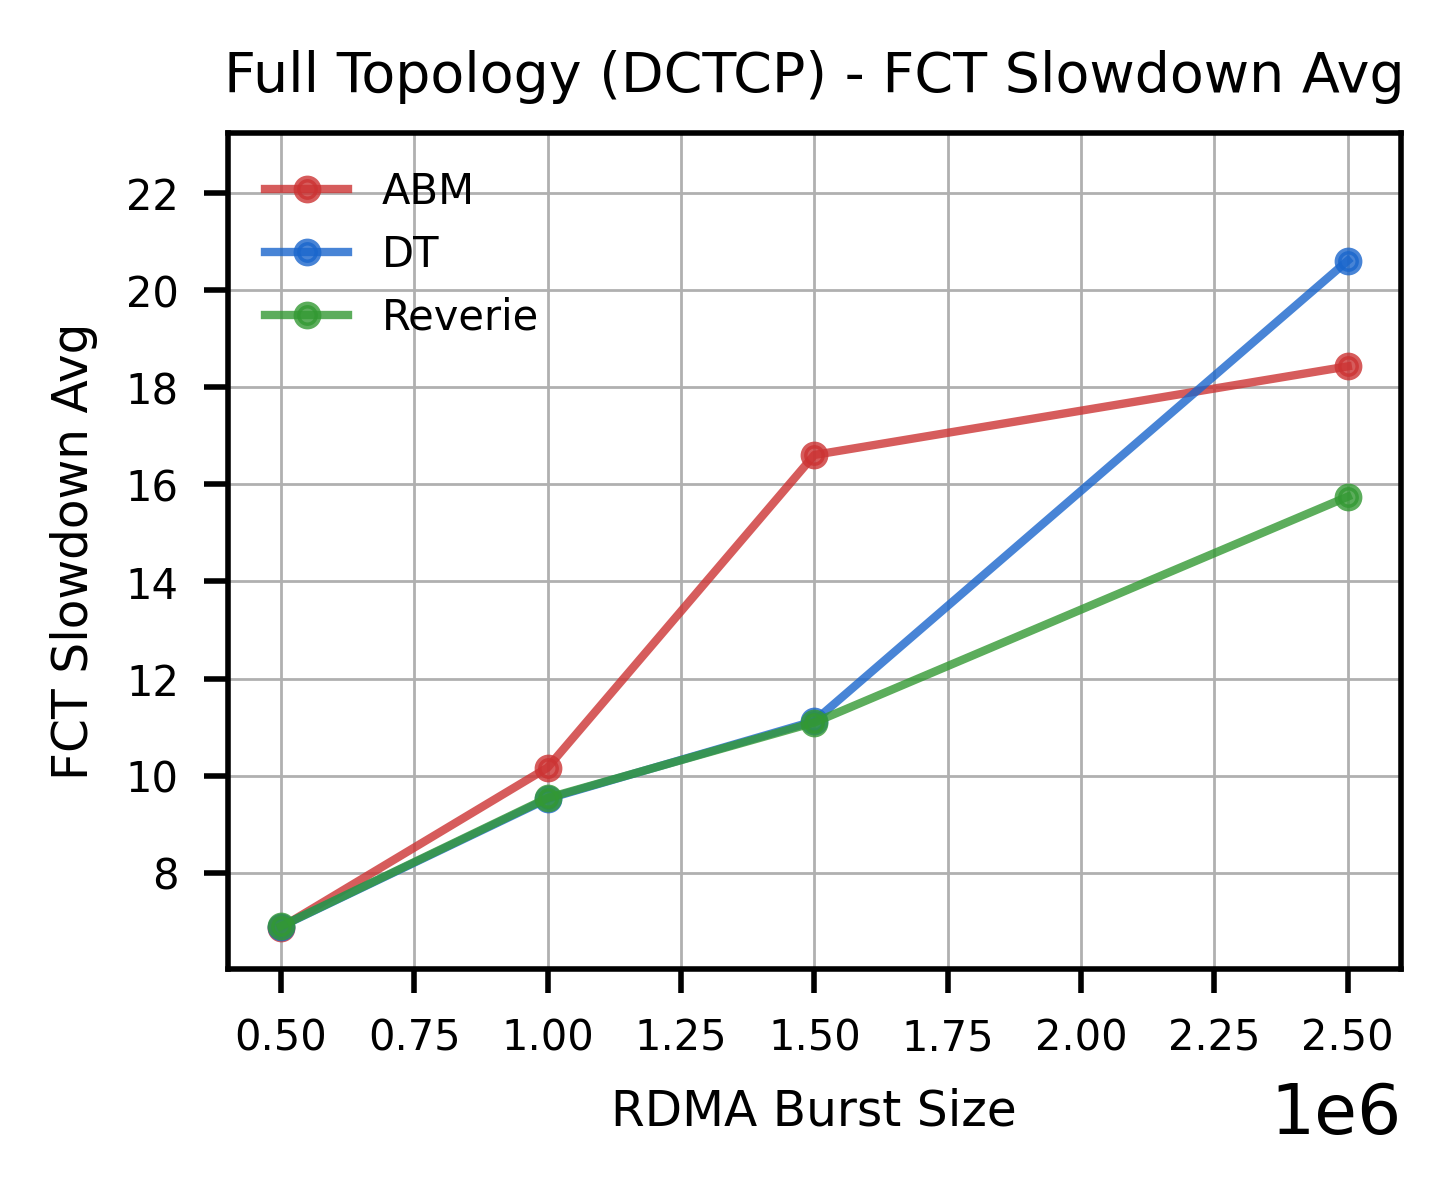 Full Topology (DCTCP) - FCT Slowdown Avg
ABM
DT
Reverie
22
20
18
16
14
12
10
8
FCT Slowdown Avg
0.50 0.75 1.00 1.25 1.50 1.75 2.00 2.25 2.50
RDMA Burst Size
1e6